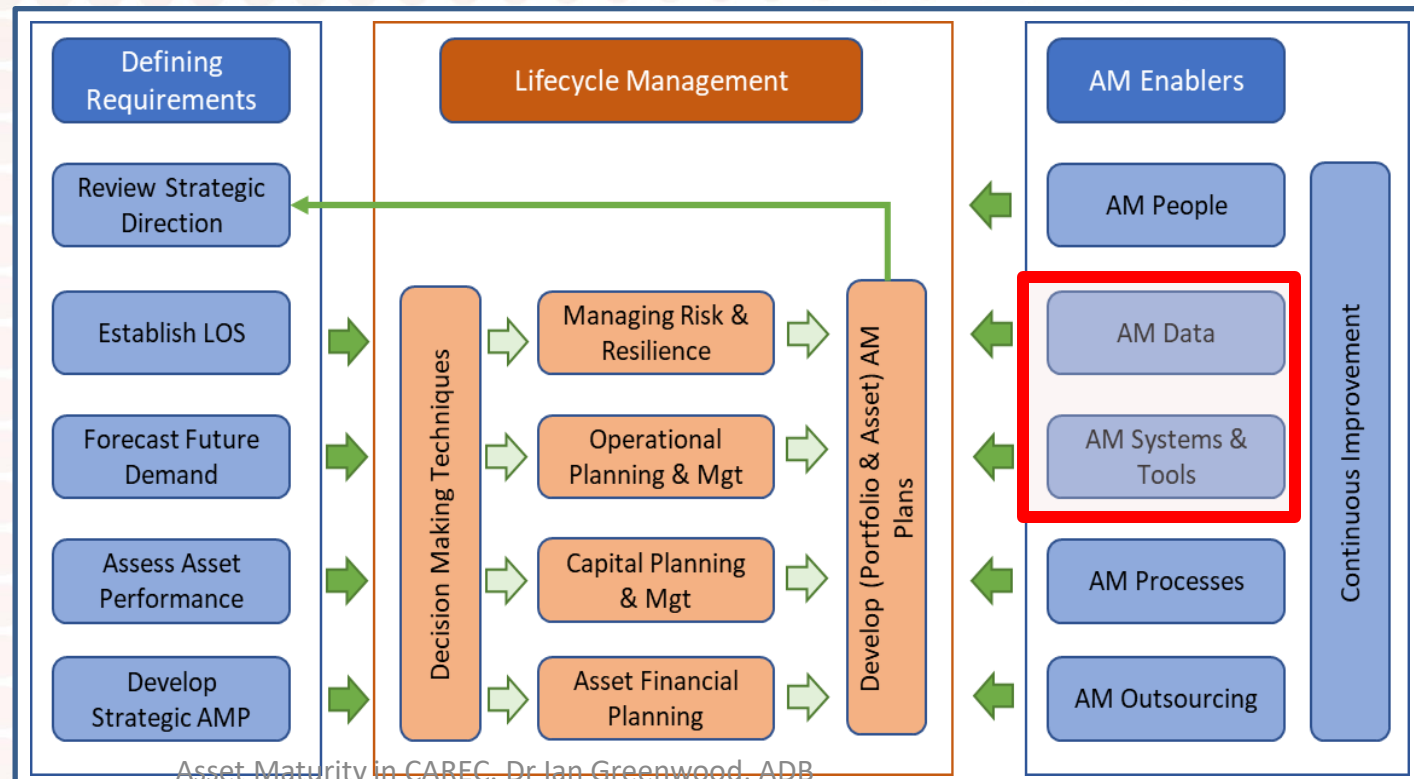 Defining
Requirements
Lifecycle Management
AM Enablers
Review Strategic
Direction
Establish LOS
Forecast Future
Demand
Assess Asset
Performance
Develop
Strategic AMP
Decision Making Techniques
Managing Risk &
Resilience
Operational
Planning & Mgt
Capital Planning
& Mgt
Asset Financial
Planning
Develop (Portfolio & Asset) AM
Plans
AM People
AM Data
AM Systems &
Tools
AM Processes
AM Outsourcing
Continuous Improvement
Asset Maturity in CAREC, Dr Ian Greenwood, ADB